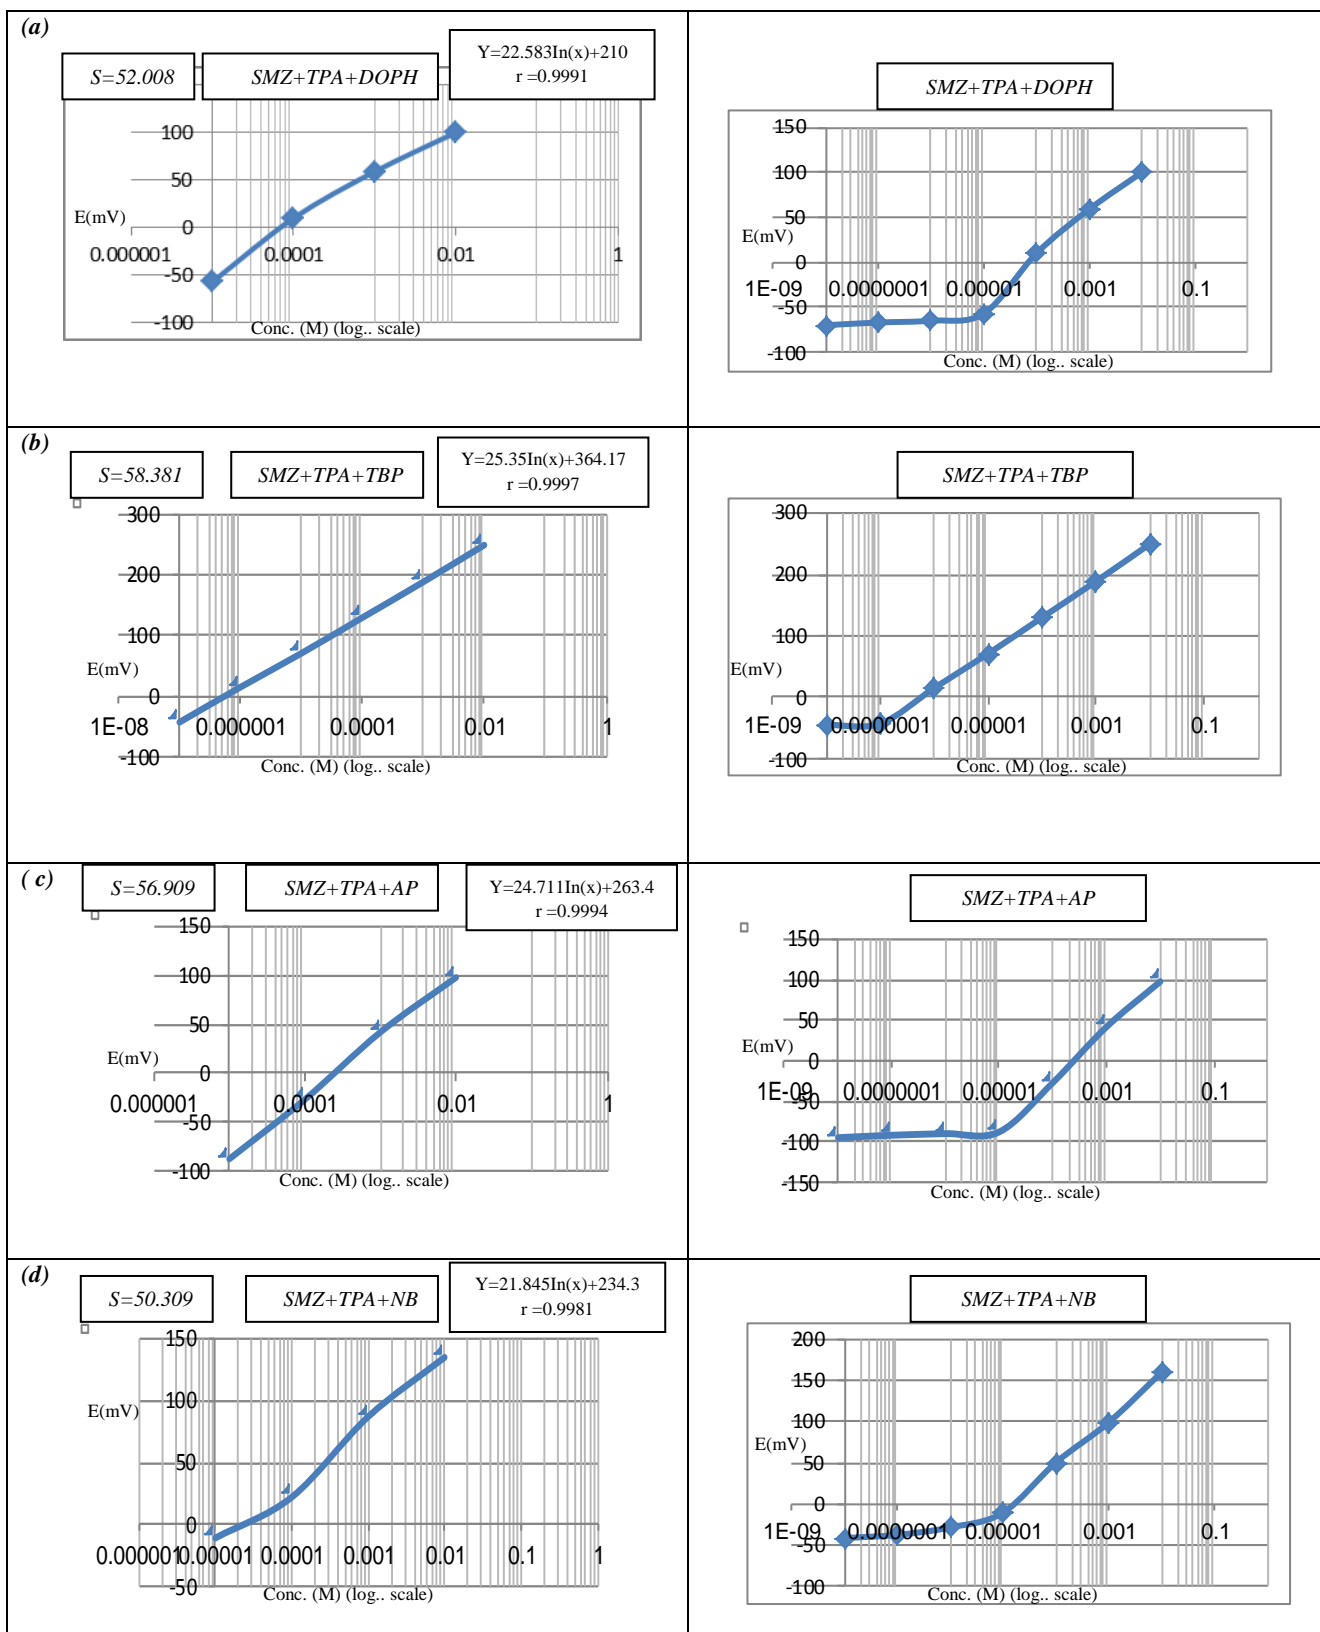 (a)
S=52.008
SMZ+TPA+DOPH
Y=22.583In(x)+210
r =0.9991
100
50
0
-50
-100
E(mV)
0.000001 0.0001 0.01 1
Conc. (M) (log.. scale)
SMZ+TPA+DOPH
150
100
50
0
-50
-100
E(mV)
1E-09 0.0000001 0.00001 0.001 0.1
Conc. (M) (log.. scale)
(b)
S=58.381
SMZ+TPA+TBP
Y=25.35In(x)+364.17
r =0.9997
300
200
100
0
-100
E(mV)
1E-08 0.000001 0.0001 0.01 1
Conc. (M) (log.. scale)
SMZ+TPA+TBP
300
200
100
0
-100
E(mV)
1E-09 0.0000001 0.00001 0.001 0.1
Conc. (M) (log.. scale)
( c)
S=56.909
SMZ+TPA+AP
Y=24.711In(x)+263.4
r =0.9994
150
100
50
0
-50
-100
E(mV)
0.000001 0.0001 0.01 1
Conc. (M) (log.. scale)
SMZ+TPA+AP
150
100
50
0
-50
-100
-150
E(mV)
1E-09 0.0000001 0.00001 0.001 0.1
Conc. (M) (log.. scale)
(d)
S=50.309
SMZ+TPA+NB
Y=21.845In(x)+234.3
r =0.9981
150
100
50
0
-50
E(mV)
0.000001 0.00001 0.0001 0.001 0.01 0.1 1
Conc. (M) (log.. scale)
SMZ+TPA+NB
200
150
100
50
0
-50
-100
E(mV)
1E-09 0.0000001 0.00001 0.001 0.1
Conc. (M) (log.. scale)